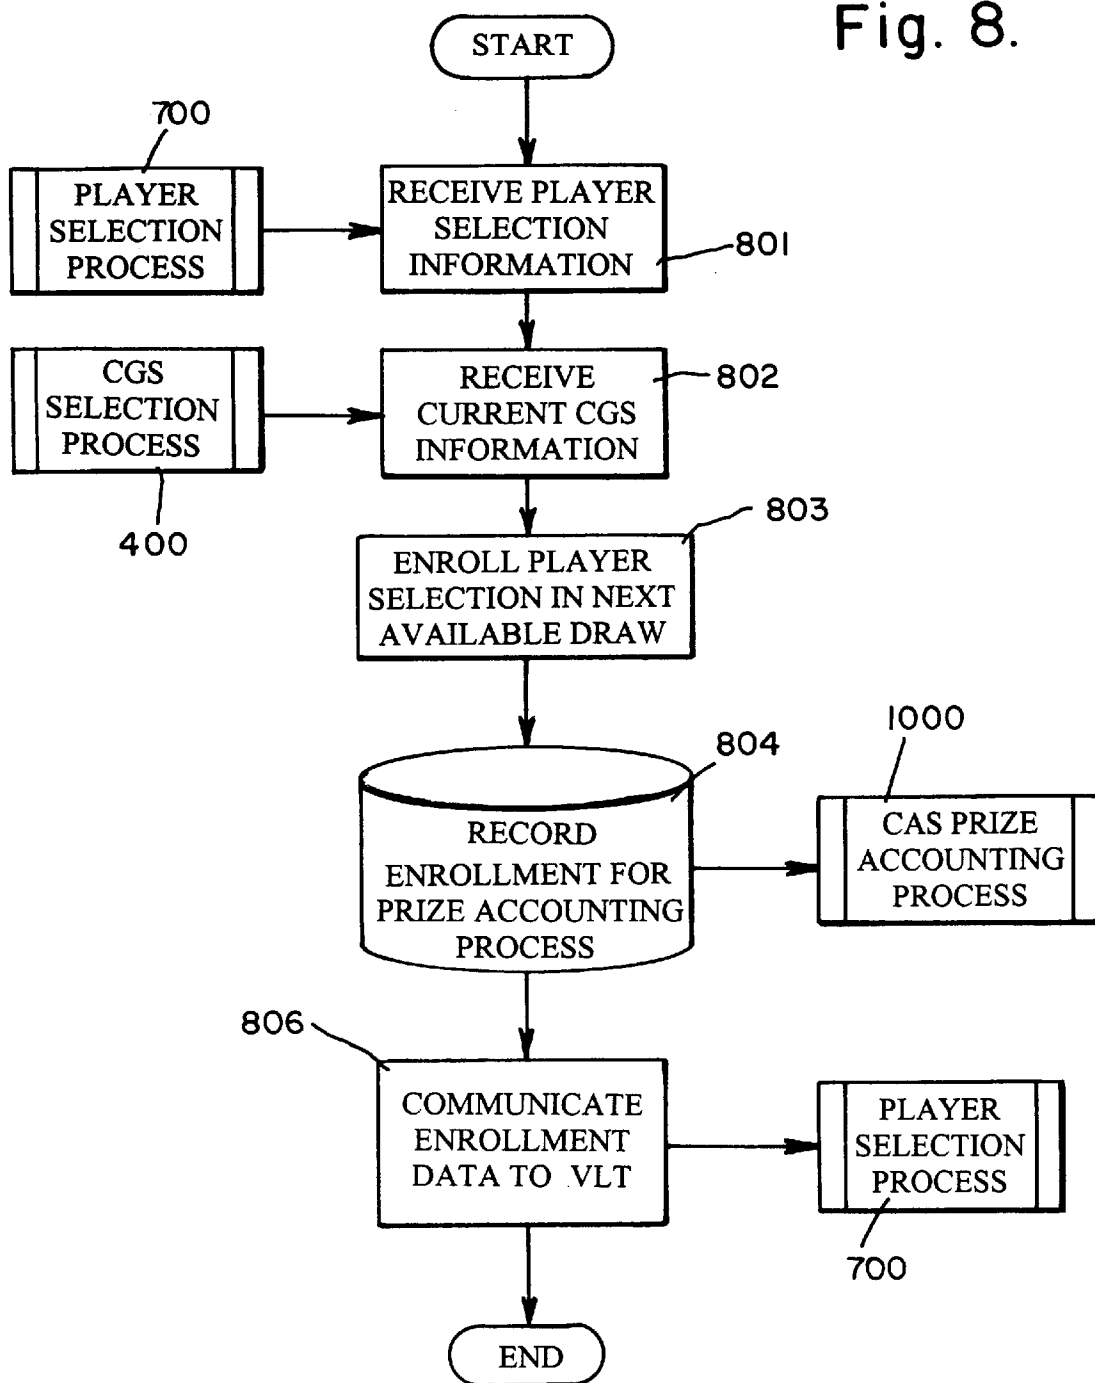 Fig. 8.
START
700
PLAYER
SELECTION
PROCESS
RECEIVE PLAYER
SELECTION
INFORMATION
801
CGS
SELECTION
PROCESS
400
RECEIVE
CURRENT CGS
INFORMATION
802
803
ENROLL PLAYER
SELECTION IN NEXT
AVAILABLE DRAW
804
RECORD
ENROLLMENT FOR
PRIZE ACCOUNTING
PROCESS
1000
CAS PRIZE
ACCOUNTING
PROCESS
806
COMMUNICATE
ENROLLMENT
DATA TO VLT
PLAYER
SELECTION
PROCESS
700
END